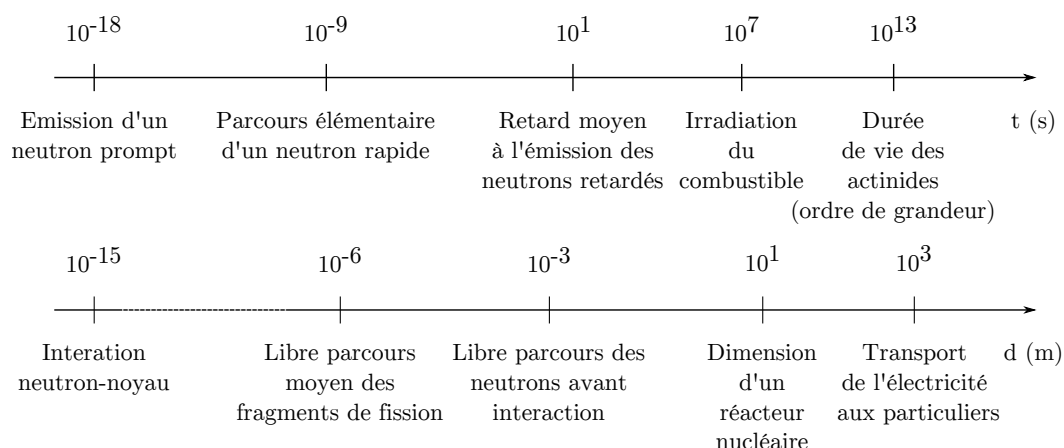 10-18 10-9 101 107 1013
Emission d'un Parcours élémentaire Retard moyen Irradiation Durée t (s)
neutron prompt d'un neutron rapide à l'émission des du de vie des
neutrons retardés combustible actinides
(ordre de grandeur)
10-15 10-6 10-3 101 103
Interation Libre parcours Libre parcours des Dimension Transport d (m)
neutron-noyau moyen des neutrons avant d'un de l'électricité
fragments de fission interaction réacteur aux particuliers
nucléaire